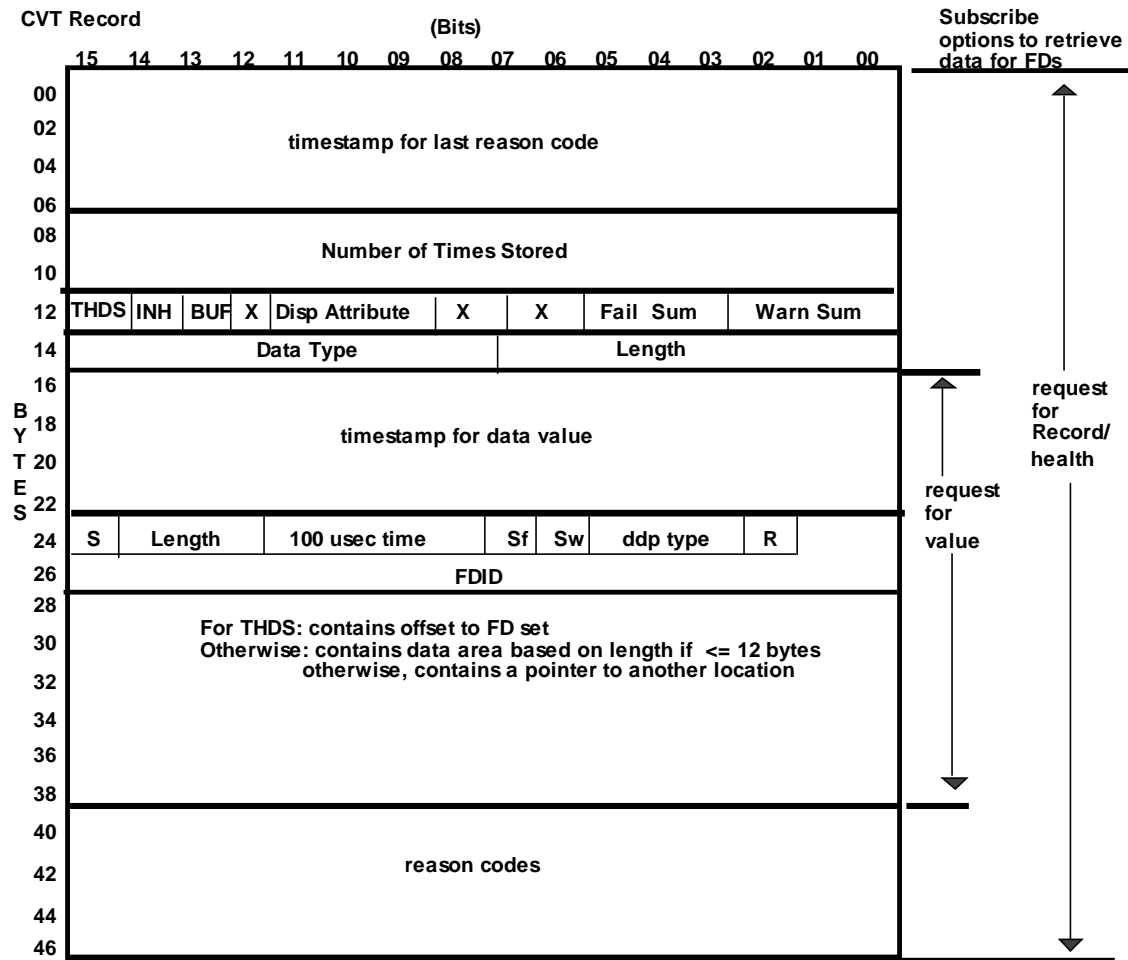 CVT Record
(Bits)
Subscribe
options to retrieve
data for FDs
15 14 13 12 11 10 09 08 07 06 05 04 03 02 01 00
00
02
timestamp for last reason code
04
06
08
Number of Times Stored
10
12 THDS INH BUF X Disp Attribute X X Fail Sum Warn Sum
14 Data Type Length
16
BYTES
18
timestamp for data value
20
22
24 S Length 100 usec time Sf Sw ddp type R
26 FDID
28
For THDS: contains offset to FD set
30
Otherwise: contains data area based on length if <= 12 bytes
otherwise, contains a pointer to another location
32
34
36
38
40
reason codes
42
44
46
request
for
value
request
for
Record/
health